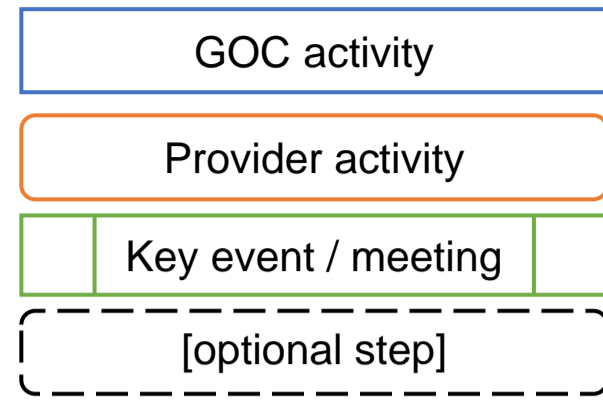 GOC activity
Provider activity
Key event / meeting
[optional step]